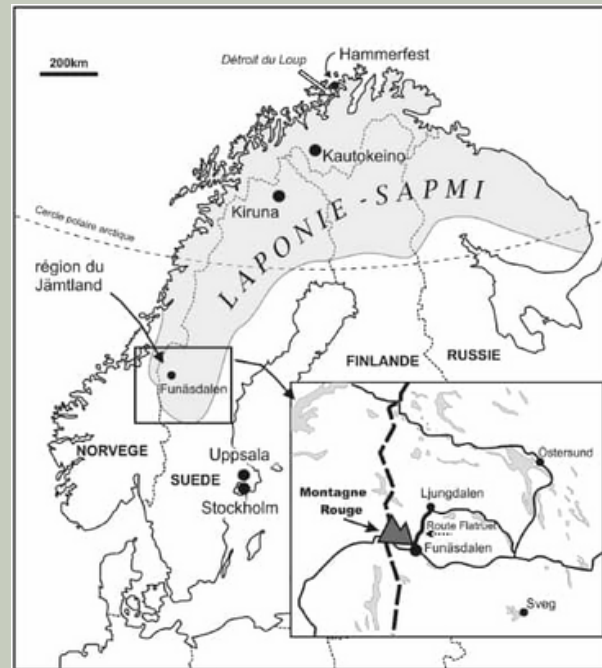 200km
Détroit du Loup
Hammerfest
Kautokeino
Kiruna
LAPONIE-SAPMI
Cercle polaire arctique
région du
Jämtland
Funäsdalen
FINLANDE
RUSSIE
NORVEGE
SUEDE
Uppsala
Stockholm
Östersund
Ljungdalen
Montagne
Rouge
Route Flatruet
Funäsdalen
Sveg